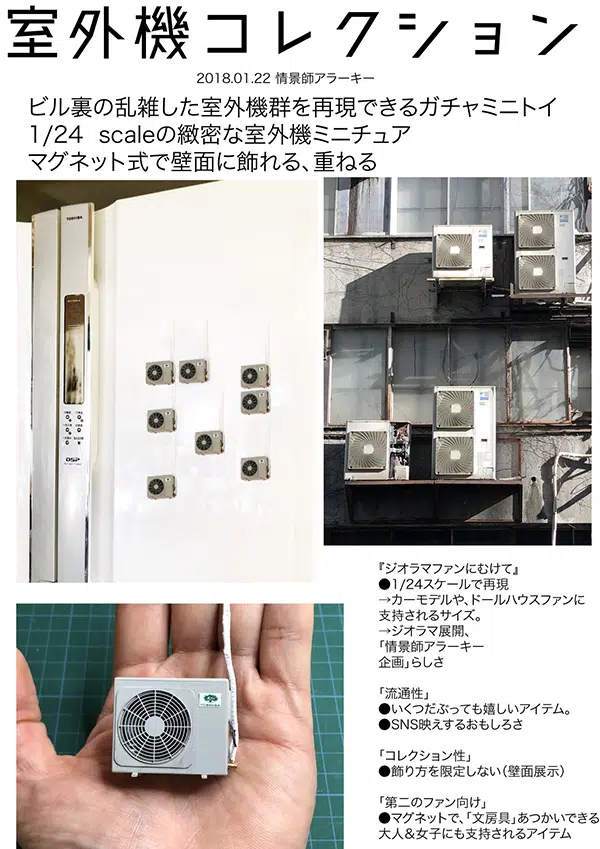 室外機コレクション
2018.01.22 情景師アラーキー
ビル裏の乱雑した室外機群を再現できるガチャミニトイ
1/24 scaleの緻密な室外機ミニチュア
マグネット式で壁面に飾れる、重ねる
TOSHIBA
DSP
『ジオラマファンにむけて』
●1/24スケールで再現
→カーモデルや、ドールハウスファンに
支持されるサイズ。
→ジオラマ展開、
「情景師アラーキー
企画」らしさ
「流通性」
●いくつだぶっても嬉しいアイテム。
●SNS映えするおもしろさ
「コレクション性」
●飾り方を限定しない（壁面展示）
「第二のファン向け」
●マグネットで、「文房具」あつかいできる
大人＆女子にも支持されるアイテム